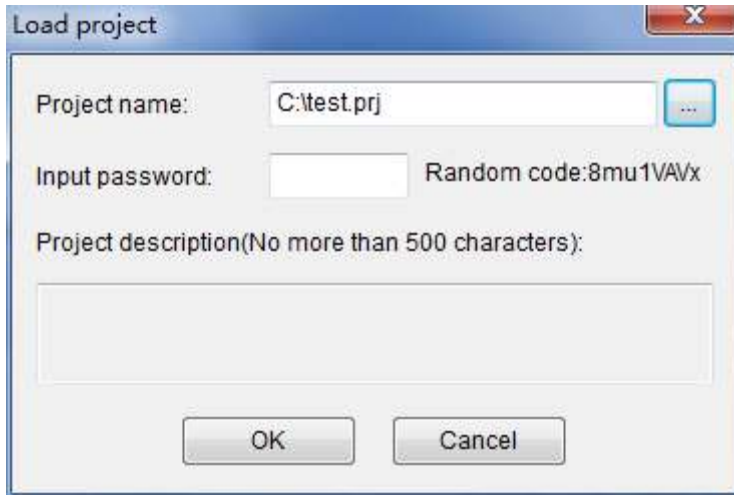 Load project
Project name: C:\test.prj ...
Input password: Random code:8mu1VAVx
Project description(No more than 500 characters):
OK Cancel